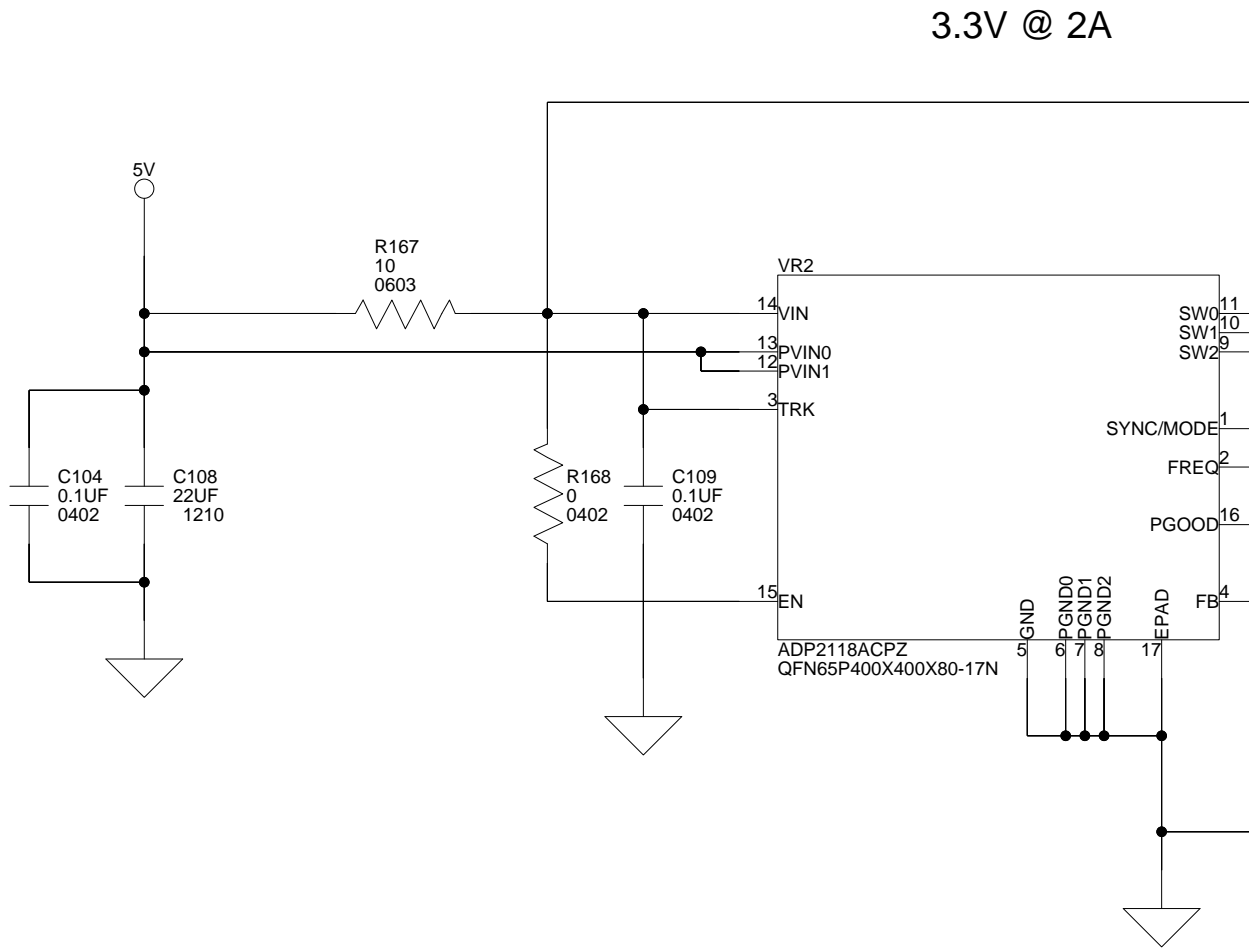 3.3V @ 2A
5V
R167
10
0603
VR2
14
VIN
13
PVIN0
12
PVIN1
3
TRK
15
EN
11
SW0
10
SW1
9
SW2
1
SYNC/MODE
2
FREQ
16
PGOOD
4
FB
C104
0.1UF
0402
C108
22UF
1210
R168
0
0402
C109
0.1UF
0402
GND
5
PGND0
6
PGND1
7
PGND2
8
EPAD
17
ADP2118ACPZ
QFN65P400X400X80-17N